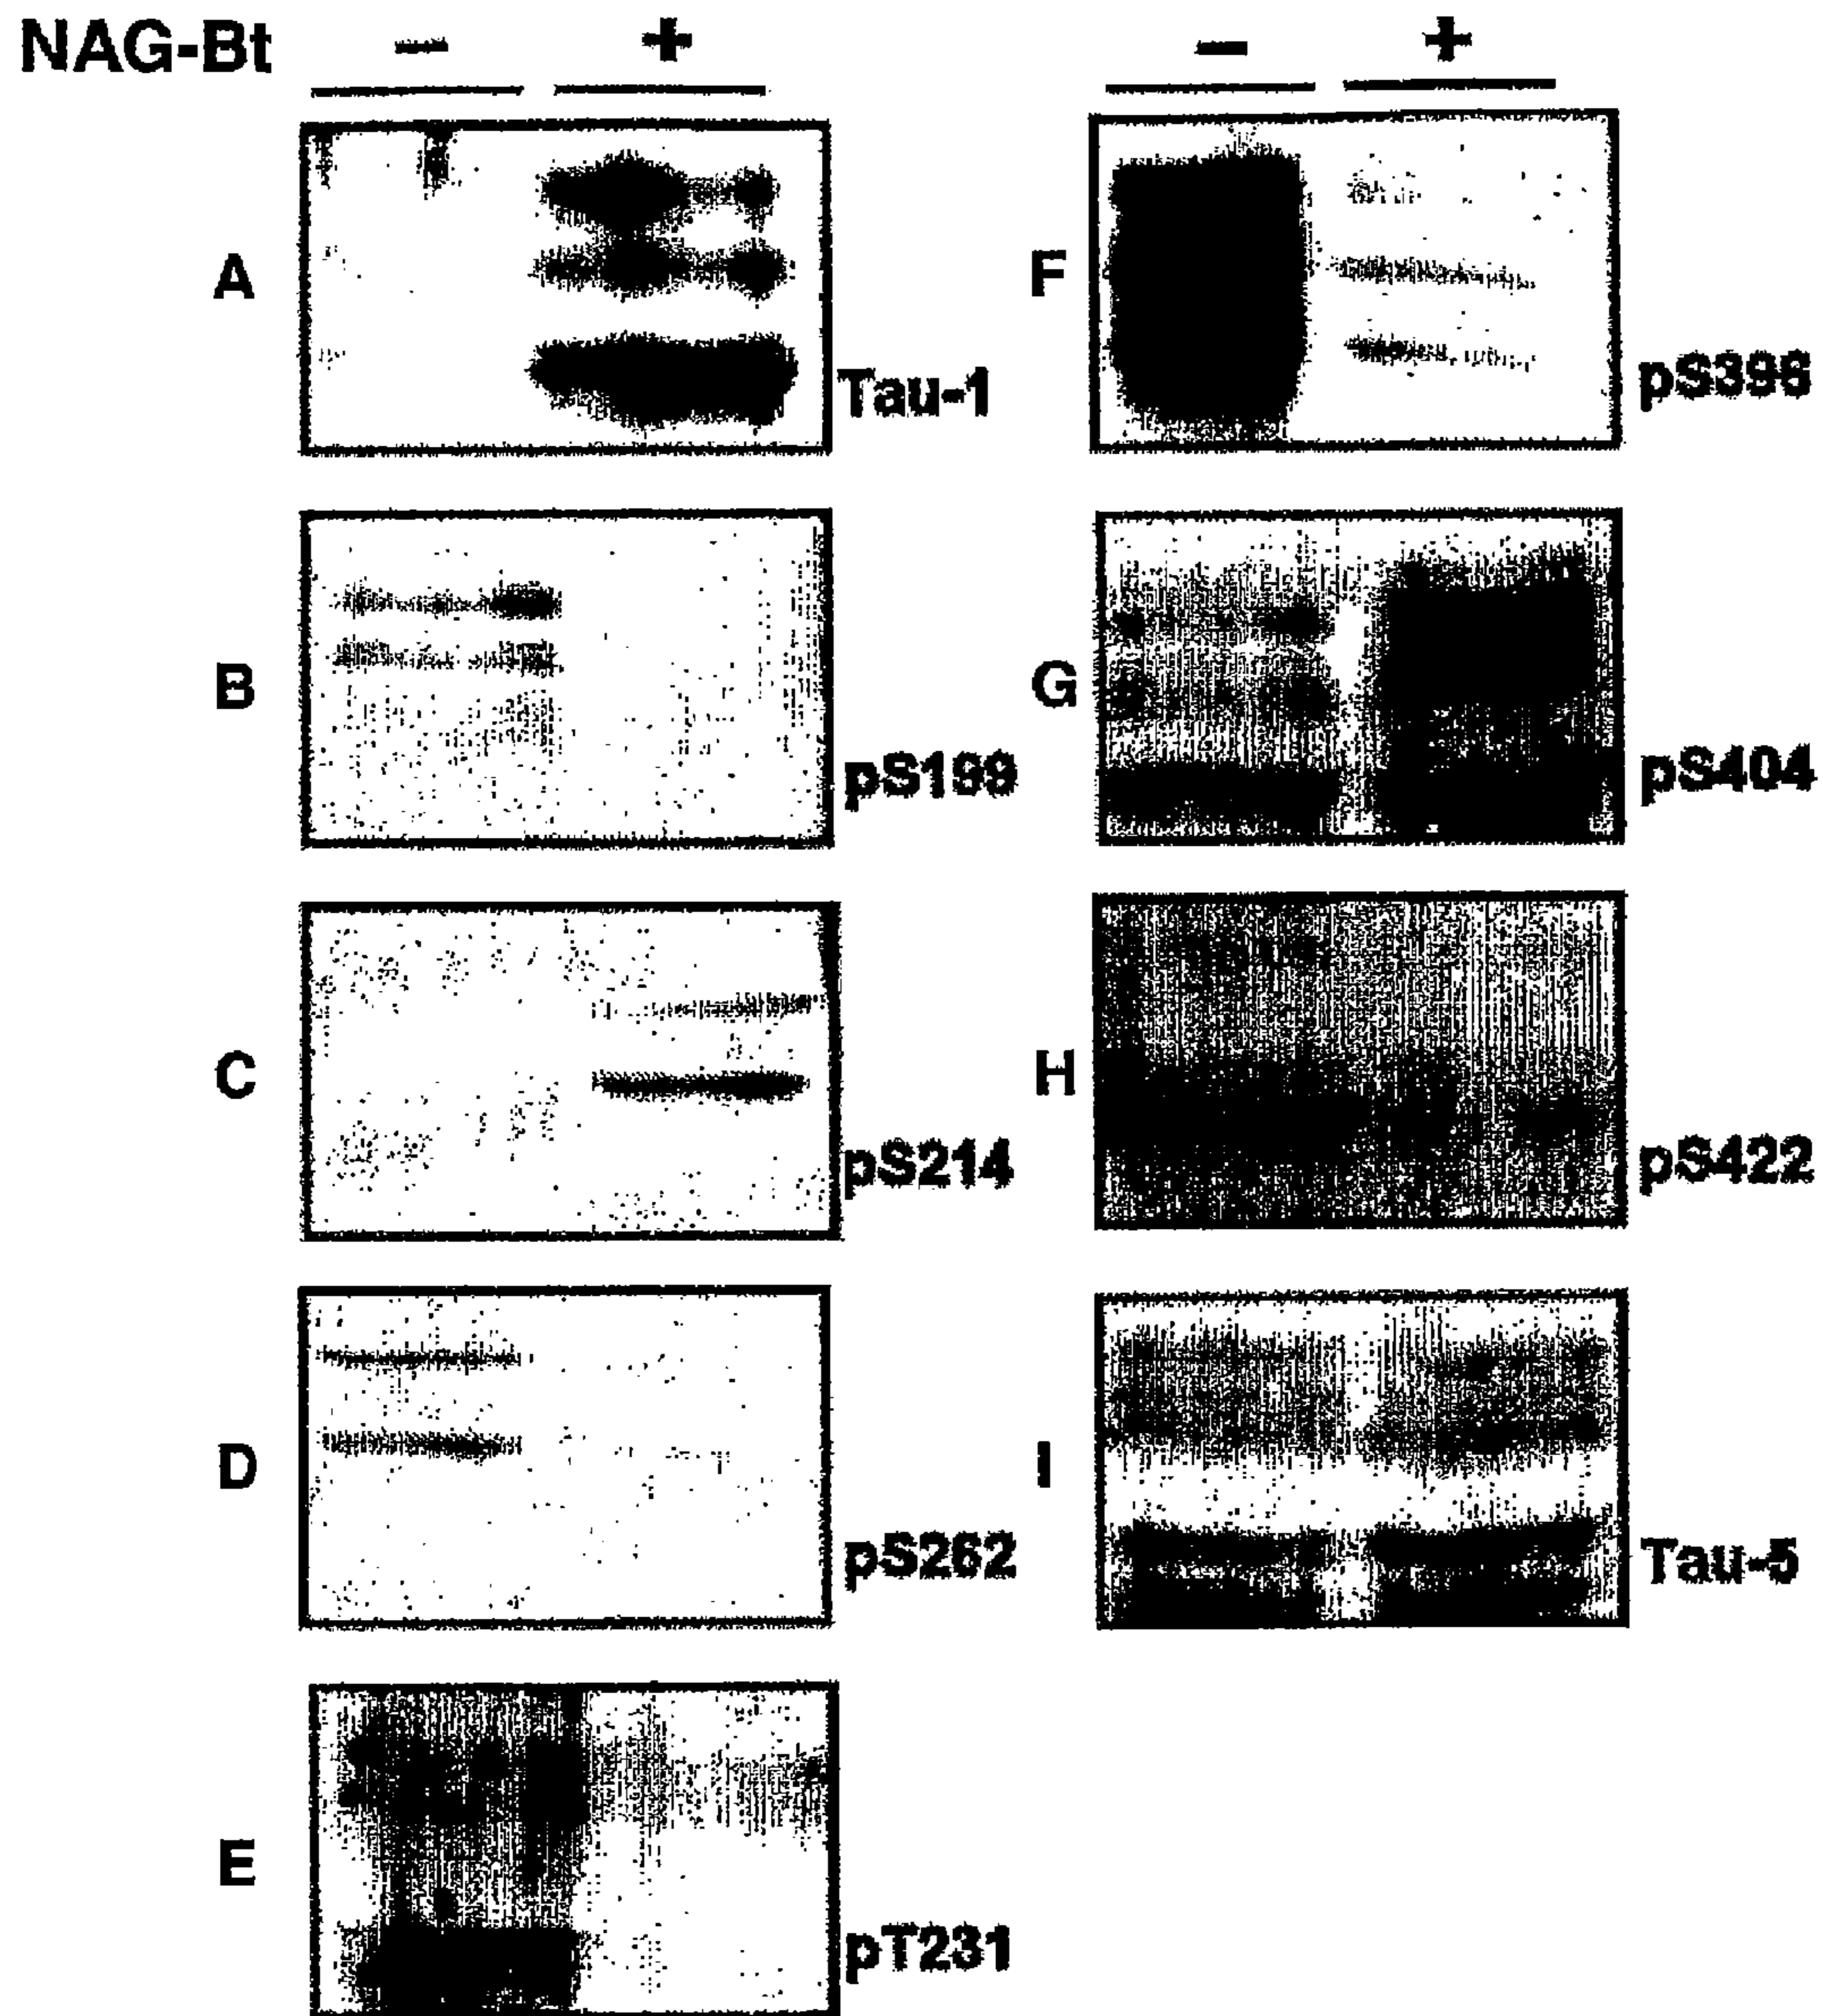 NAG-Bt − + − +
A Tau-1
B pS199
C pS214
D pS262
E pT231
F pS396
G pS404
H pS422
I Tau-5